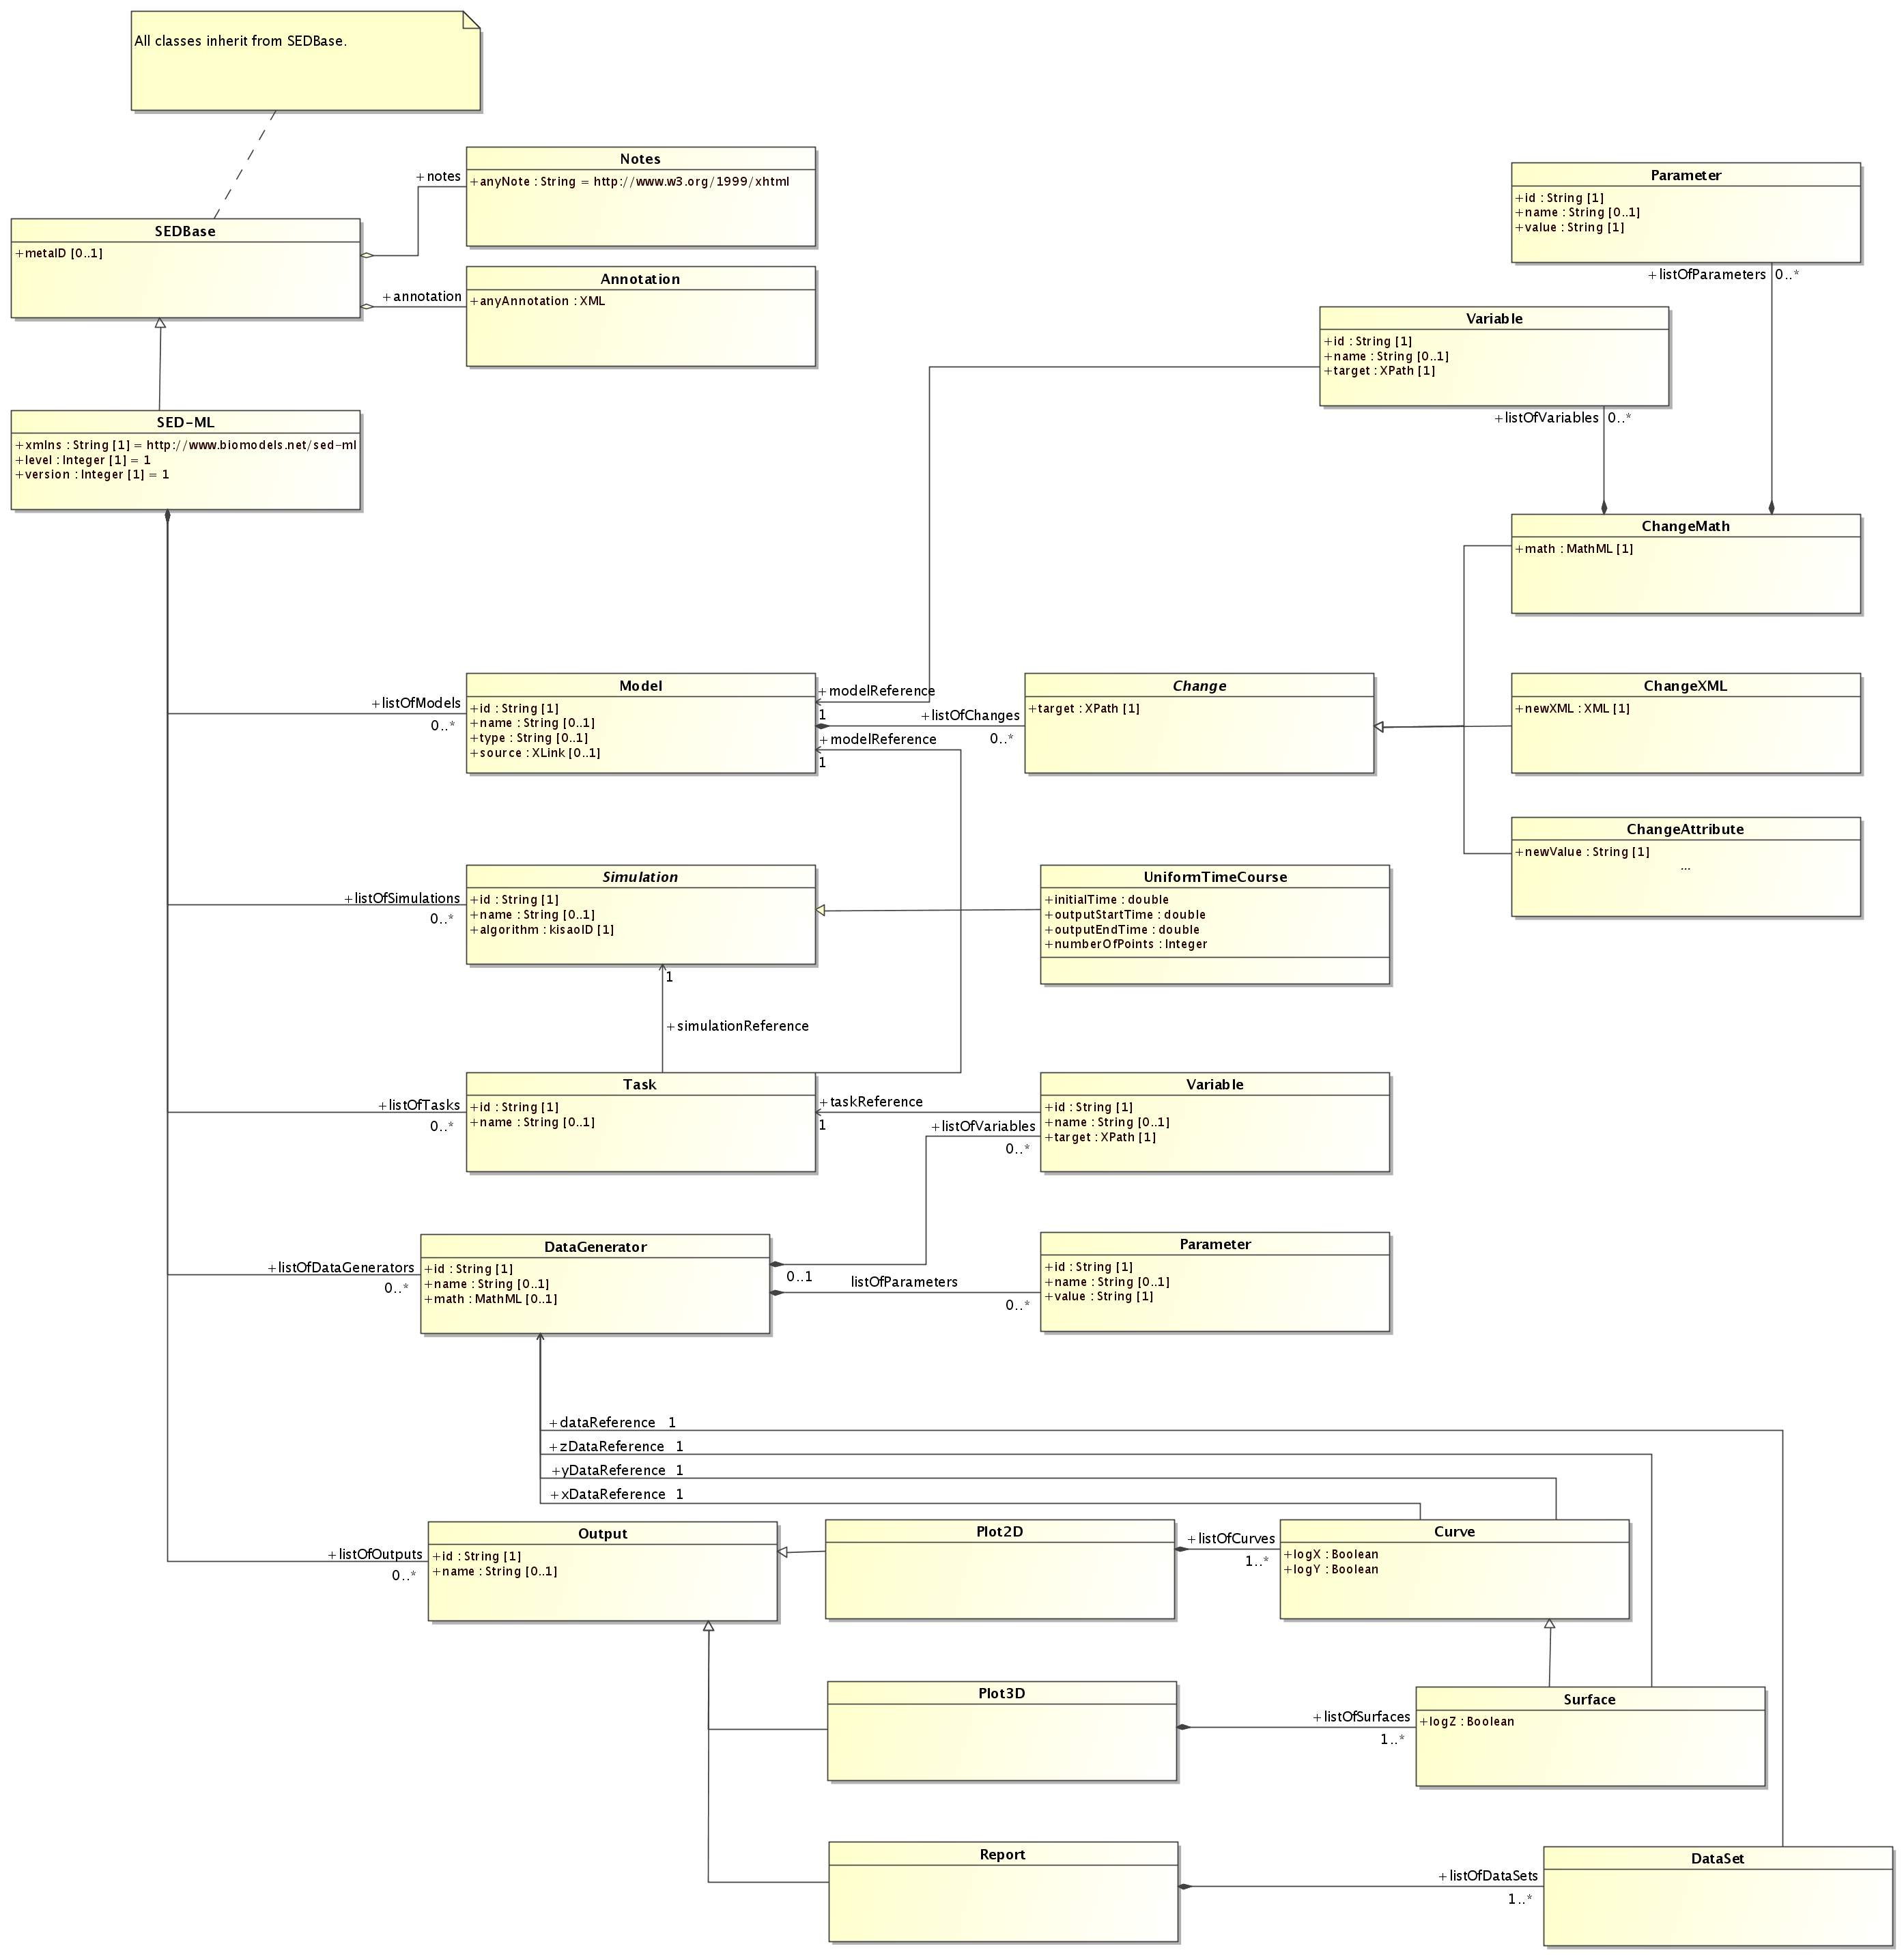 All classes inherit from SEDBase.
Notes
+notes
+anyNote : String = http://www.w3.org/1999/xhtml
Parameter
+id : String [1]
+name : String [0..1]
+value : String [1]
SEDBase
+metaID [0..1]
+listOfParameters 0..*
Annotation
+annotation
+anyAnnotation : XML
Variable
+id : String [1]
+name : String [0..1]
+target : XPath [1]
SED-ML
+xmlns : String [1] = http://www.biomodels.net/sed-ml
+level : Integer [1] = 1
+version : Integer [1] = 1
+listOfVariables 0..*
ChangeMath
+math : MathML [1]
+listOfModels
0..*
Model
+id : String [1]
+name : String [0..1]
+type : String [0..1]
+source : XLink [0..1]
+modelReference
1
+listOfChanges
0..*
+modelReference
1
Change
+target : XPath [1]
ChangeXML
+newXML : XML [1]
ChangeAttribute
+newValue : String [1]
...
+listOfSimulations
0..*
Simulation
+id : String [1]
+name : String [0..1]
+algorithm : kisaoID [1]
UniformTimeCourse
+initialTime : double
+outputStartTime : double
+outputEndTime : double
+numberOfPoints : Integer
1
+simulationReference
+listOfTasks
0..*
Task
+id : String [1]
+name : String [0..1]
+taskReference
1
+listOfVariables
0..*
Variable
+id : String [1]
+name : String [0..1]
+target : XPath [1]
+listOfDataGenerators
0..*
DataGenerator
+id : String [1]
+name : String [0..1]
+math : MathML [0..1]
0..1
listOfParameters
0..*
Parameter
+id : String [1]
+name : String [0..1]
+value : String [1]
+dataReference 1
+zDataReference 1
+yDataReference 1
+xDataReference 1
+listOfOutputs
0..*
Output
+id : String [1]
+name : String [0..1]
Plot2D
+listOfCurves
1..*
Curve
+logX : Boolean
+logY : Boolean
Plot3D
+listOfSurfaces
1..*
Surface
+logZ : Boolean
Report
+listOfDataSets
1..*
DataSet